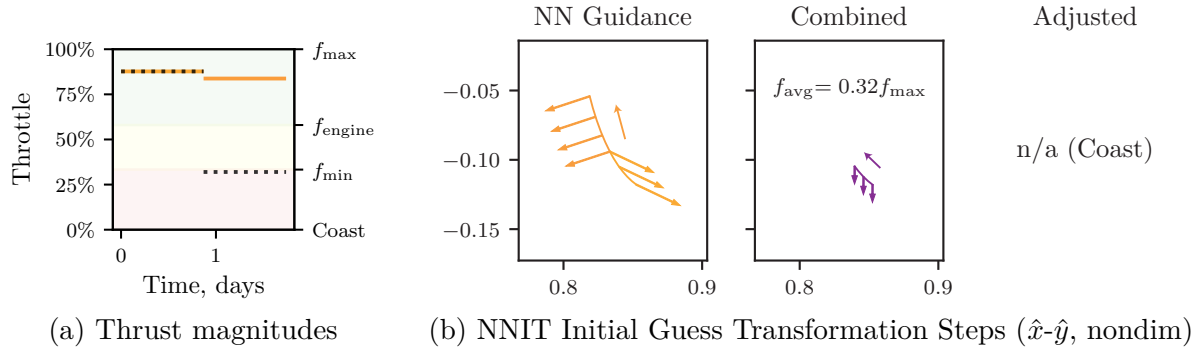 NN Guidance
Combined
Adjusted
100%
75%
50%
25%
0%
Throttle
f_max
f_engine
f_min
Coast
0
1
Time, days
−0.05
−0.10
−0.15
0.8
0.9
f_avg= 0.32f_max
0.8
0.9
n/a (Coast)
(a) Thrust magnitudes
(b) NNIT Initial Guess Transformation Steps (x̂-ŷ, nondim)